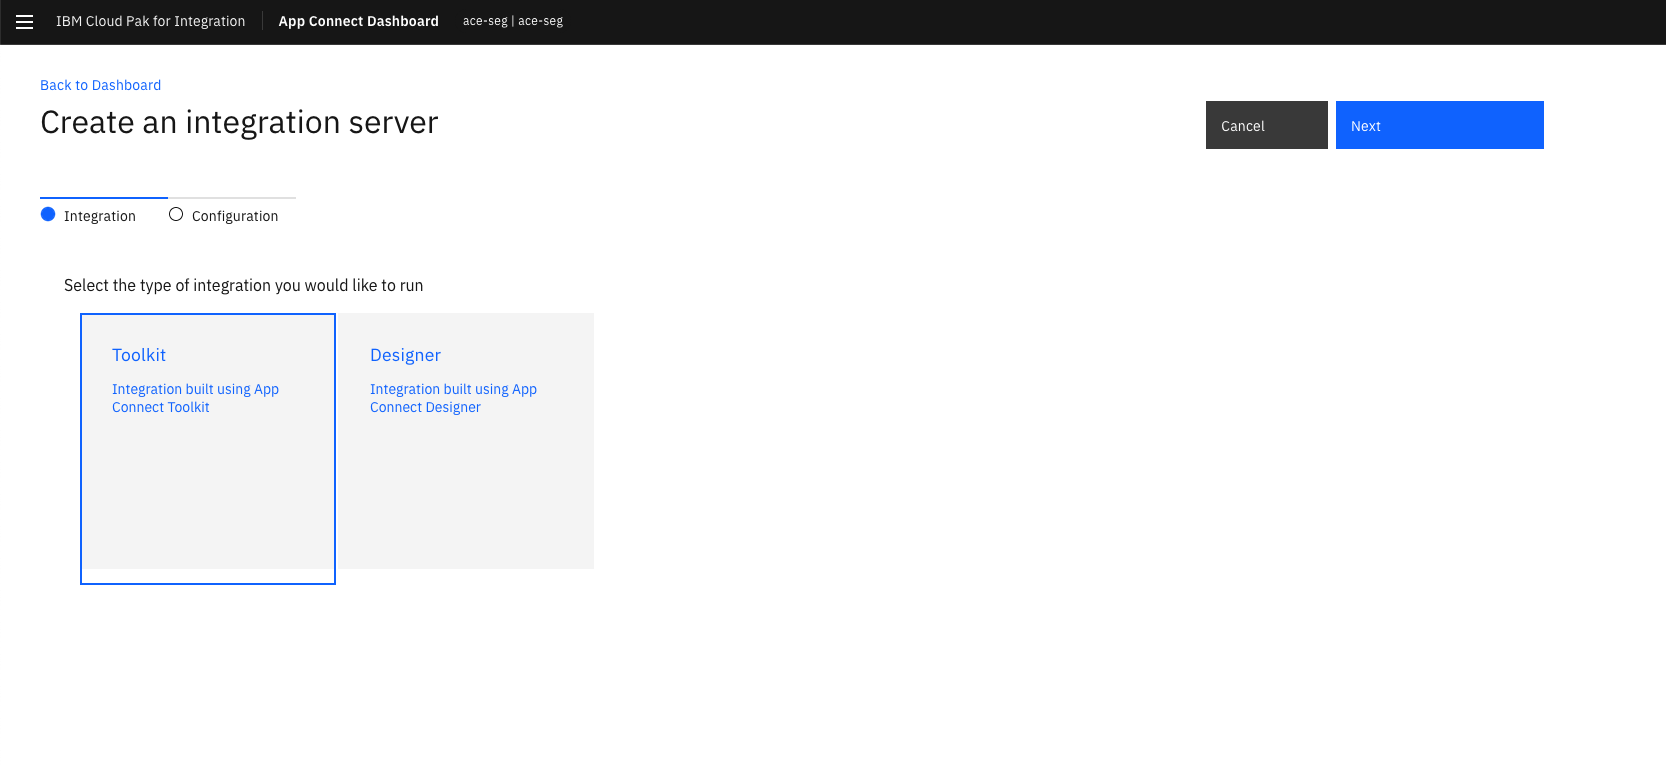 IBM Cloud Pak for Integration App Connect Dashboard ace-seg | ace-seg
Back to Dashboard
Create an integration server
Cancel Next
Integration Configuration
Select the type of integration you would like to run
Toolkit
Integration built using App
Connect Toolkit
Designer
Integration built using App
Connect Designer